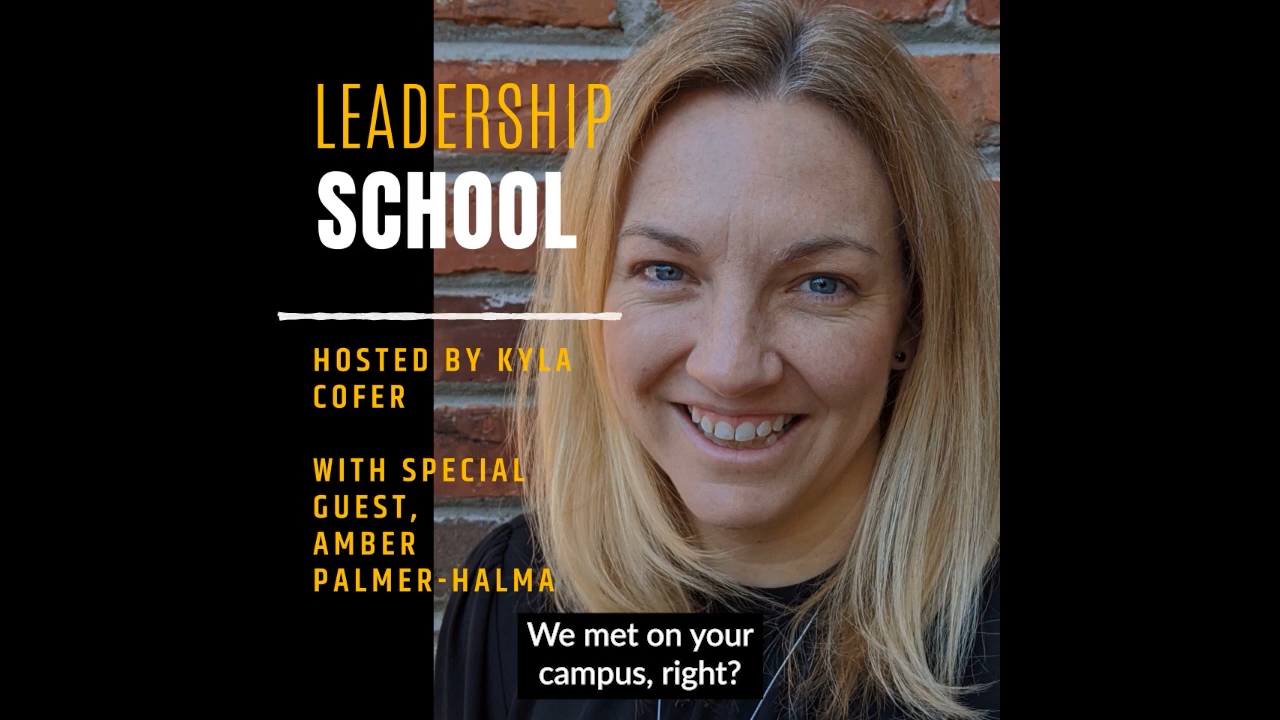 LEADERSHIP
SCHOOL
HOSTED BY KYLA
COFER
WITH SPECIAL
GUEST,
AMBER
PALMER-HALMA
We met on your
campus, right?